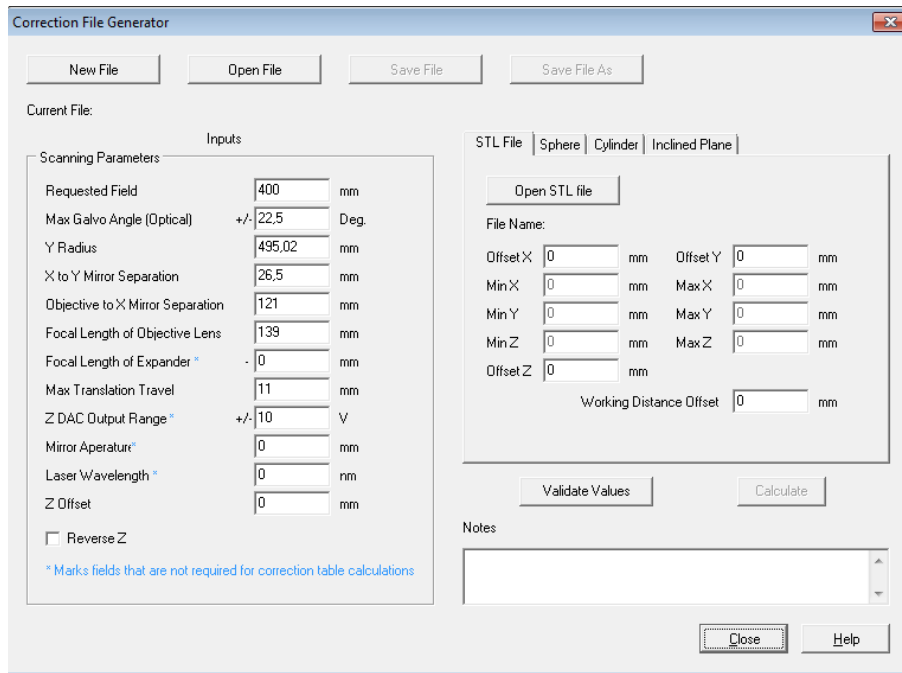 Correction File Generator
New File Open File Save File Save File As
Current File:
Inputs
Scanning Parameters
Requested Field 400 mm
Max Galvo Angle (Optical) +/- 22,5 Deg.
Y Radius 495,02 mm
X to Y Mirror Separation 26,5 mm
Objective to X Mirror Separation 121 mm
Focal Length of Objective Lens 139 mm
Focal Length of Expander * - 0 mm
Max Translation Travel 11 mm
Z DAC Output Range * +/- 10 V
Mirror Aperature* 0 mm
Laser Wavelength * 0 nm
Z Offset 0 mm
Reverse Z
* Marks fields that are not required for correction table calculations
STL File Sphere Cylinder Inclined Plane
Open STL file
File Name:
Offset X 0 mm Offset Y 0 mm
Min X 0 mm Max X 0 mm
Min Y 0 mm Max Y 0 mm
Min Z 0 mm Max Z 0 mm
Offset Z 0 mm
Working Distance Offset 0 mm
Validate Values Calculate
Notes
Close Help